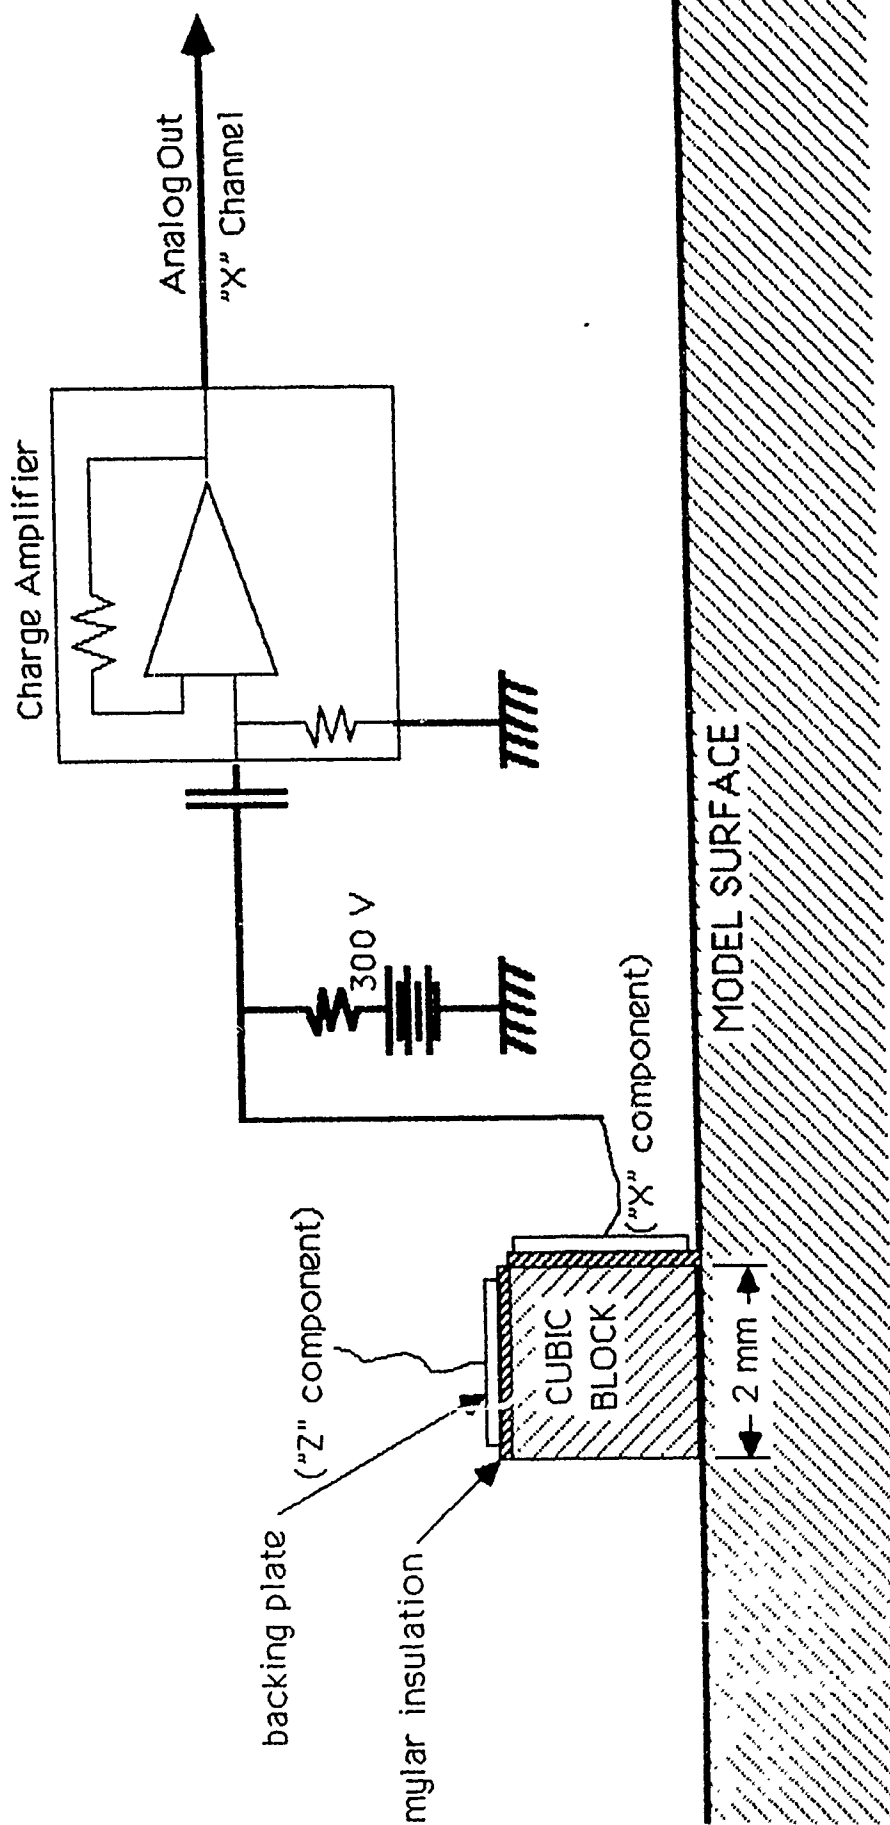 Analog Out
"X" Channel
Charge Amplifier
300 V
("X" component)
("Z" component)
backing plate
mylar insulation
CUBIC
BLOCK
MODEL SURFACE
2 mm